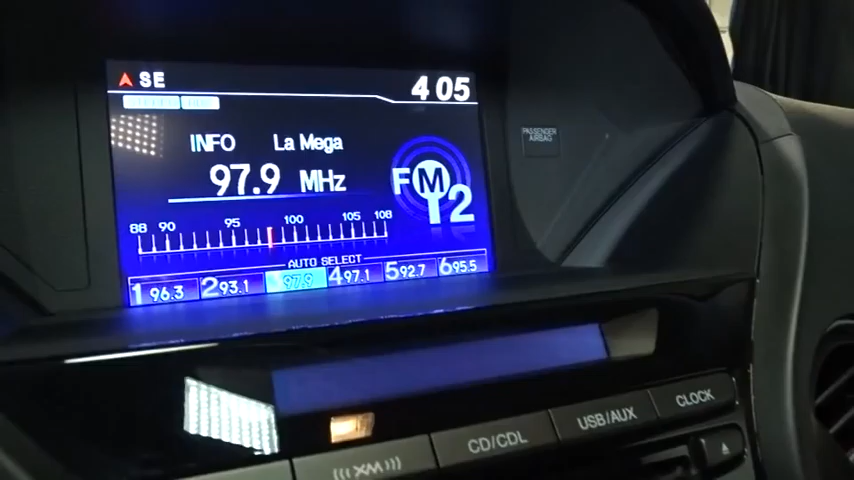 SE
4 05
INFO La Mega
97.9 MHz
FM 2
88 90 95 100 105 108
AUTO SELECT
1 96.3 2 93.1 97.9 4 97.1 5 92.7 6 95.5
PASSENGER
AIRBAG
XM CD/CDL USB/AUX CLOCK